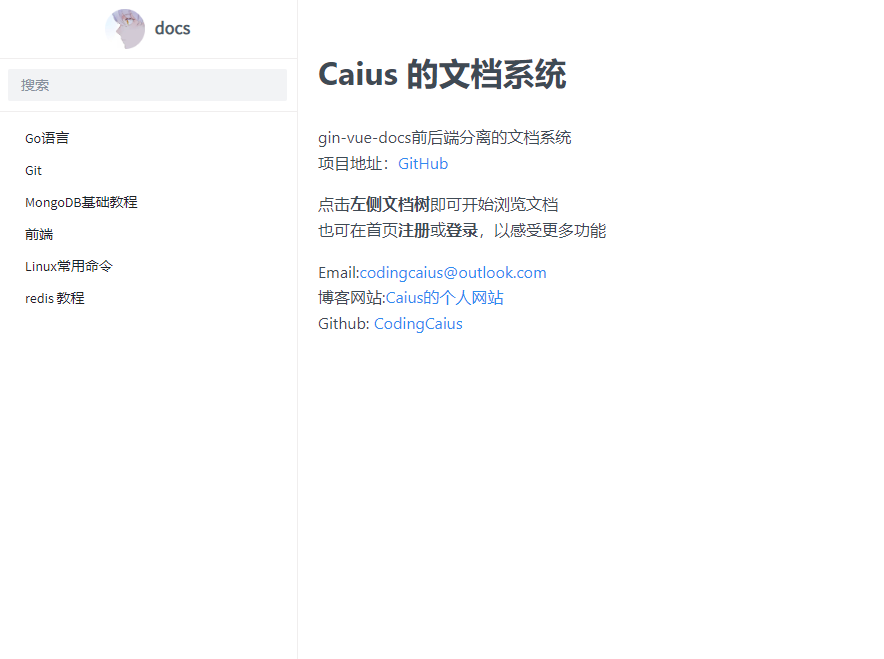 docs
搜索
Go语言
Git
MongoDB基础教程
前端
Linux常用命令
redis 教程
Caius 的文档系统
gin-vue-docs前后端分离的文档系统
项目地址：GitHub
点击左侧文档树即可开始浏览文档
也可在首页注册或登录，以感受更多功能
Email:codingcaius@outlook.com
博客网站:Caius的个人网站
Github: CodingCaius